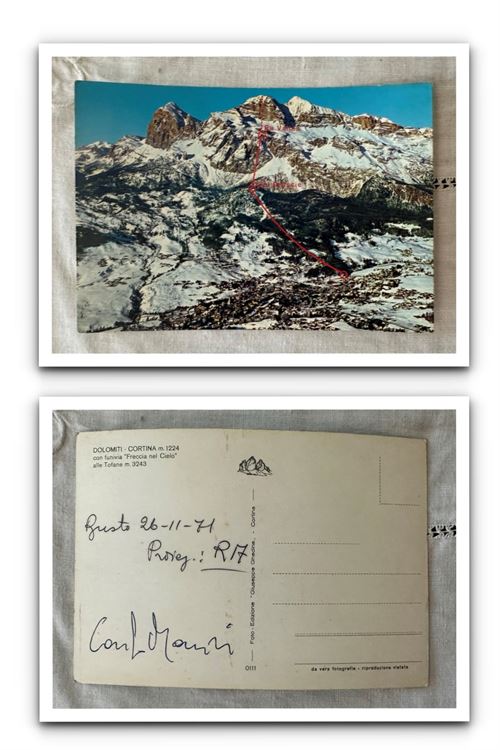 DOLOMITI - CORTINA m. 1224
con funivia "Freccia nel Cielo"
alle Tofane m. 3243
Busto 26-11-71
Proiez.: R17
Foto-Edizione "Giuseppe Ghedina" - Cortina
0111
da vera fotografia - riproduzione vietata